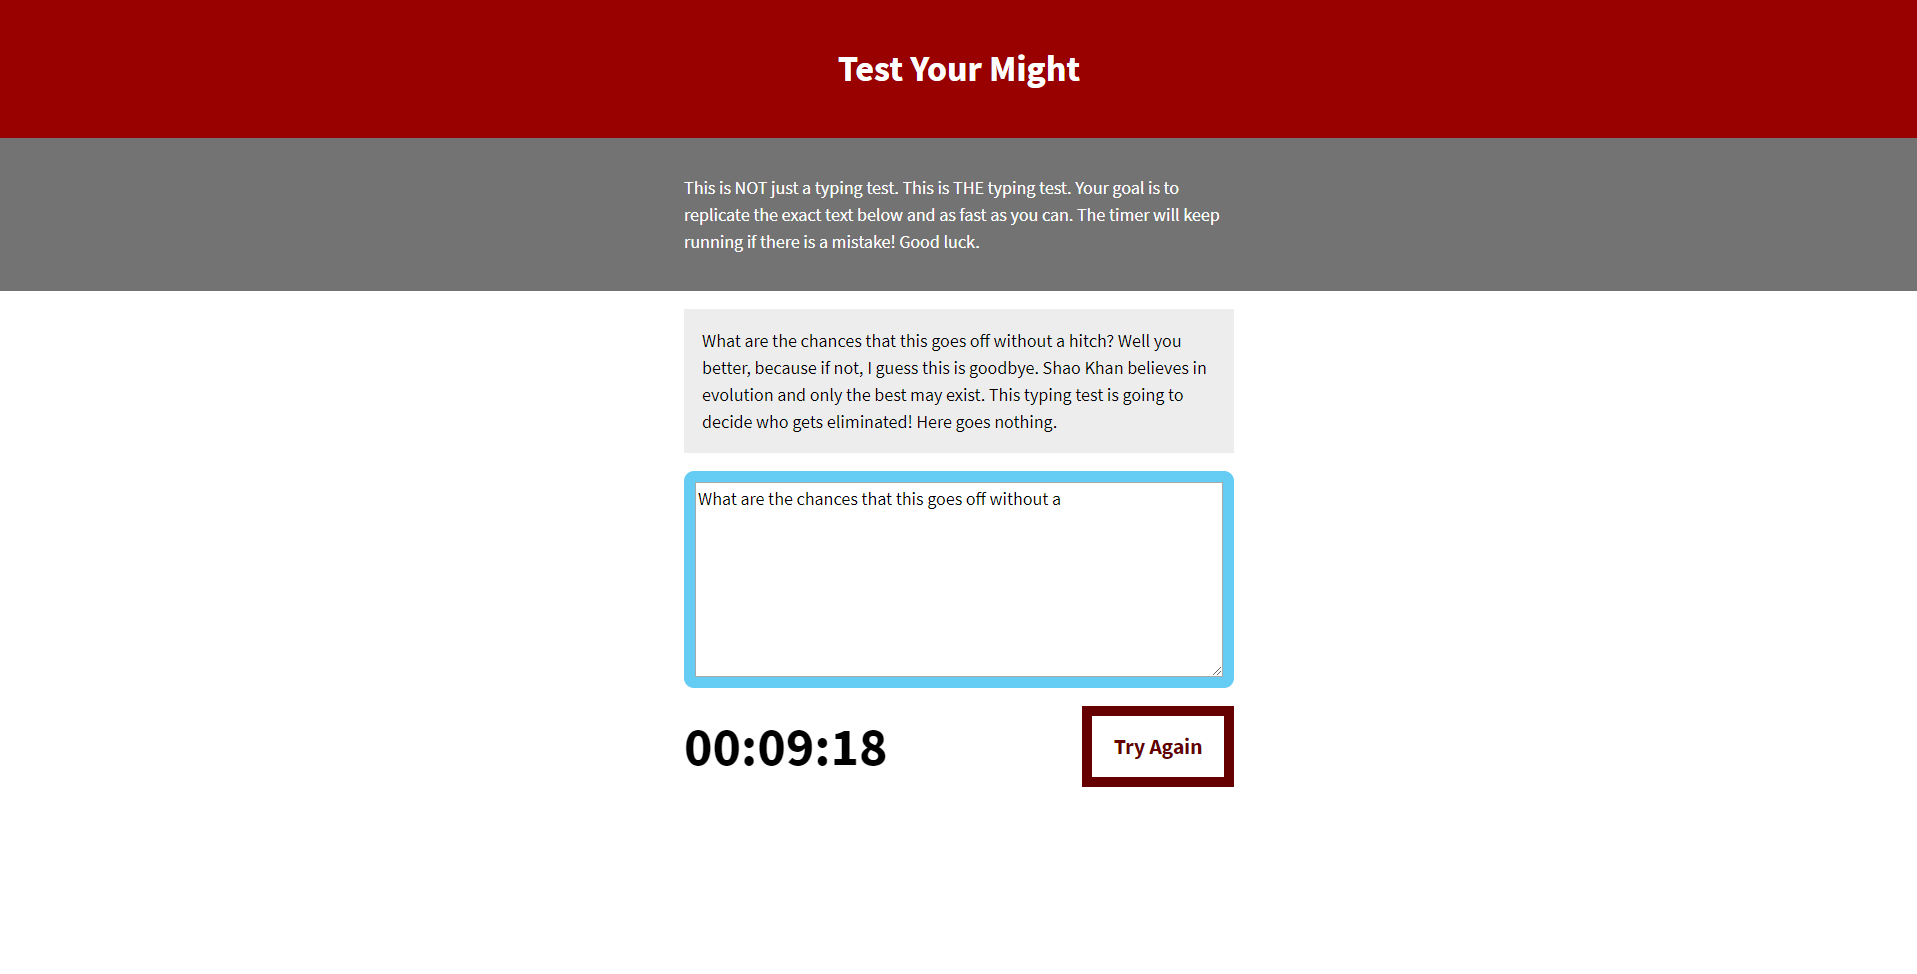 Test Your Might
This is NOT just a typing test. This is THE typing test. Your goal is to
replicate the exact text below and as fast as you can. The timer will keep
running if there is a mistake! Good luck.
What are the chances that this goes off without a hitch? Well you
better, because if not, I guess this is goodbye. Shao Khan believes in
evolution and only the best may exist. This typing test is going to
decide who gets eliminated! Here goes nothing.
What are the chances that this goes off without a
00:09:18
Try Again